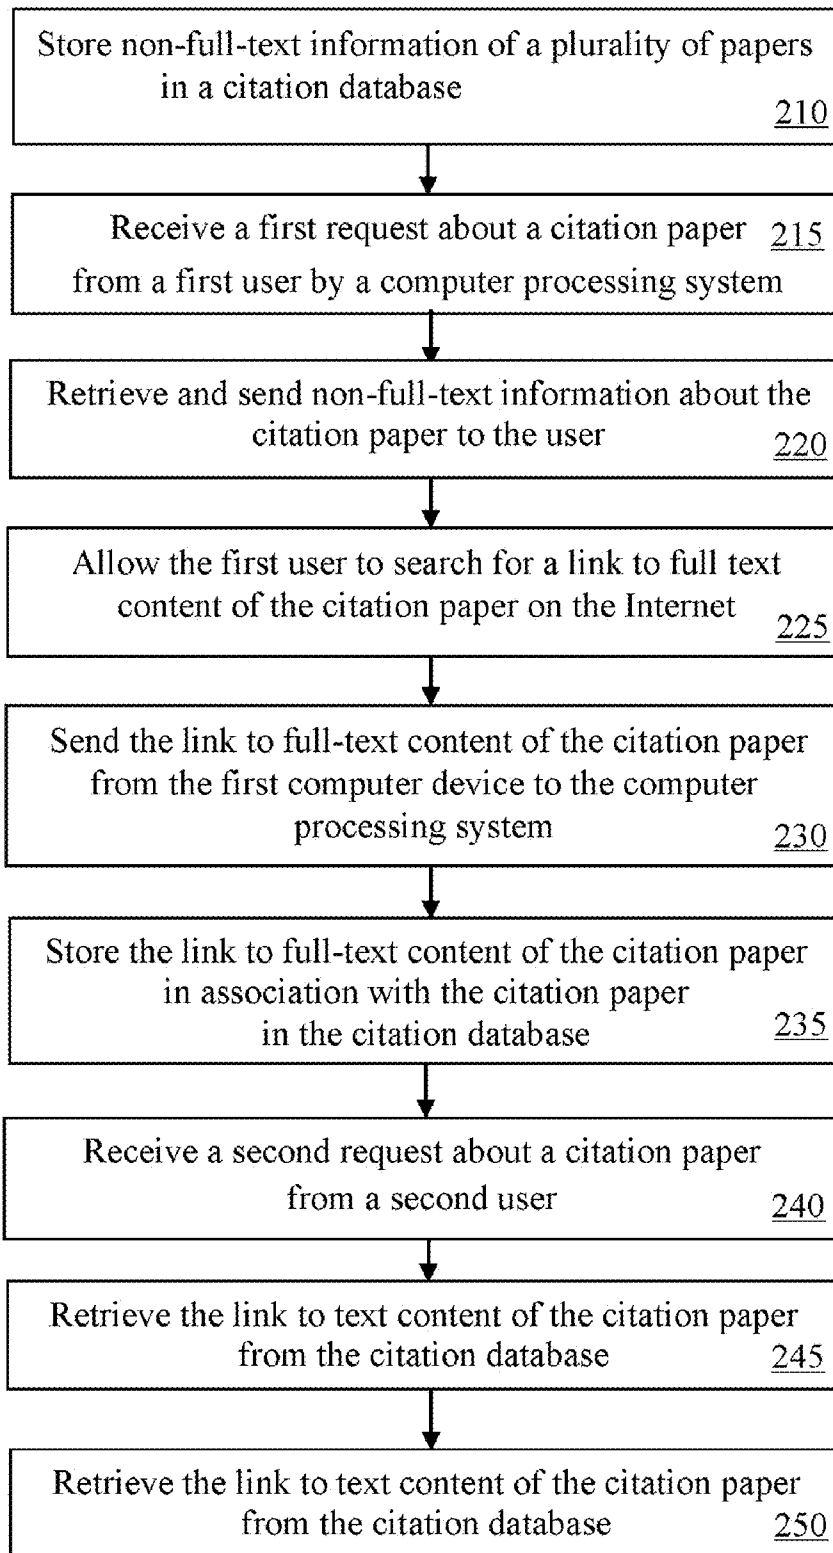 Store non-full-text information of a plurality of papers
in a citation database
210
Receive a first request about a citation paper 215
from a first user by a computer processing system
Retrieve and send non-full-text information about the
citation paper to the user
220
Allow the first user to search for a link to full text
content of the citation paper on the Internet
225
Send the link to full-text content of the citation paper
from the first computer device to the computer
processing system
230
Store the link to full-text content of the citation paper
in association with the citation paper
in the citation database
235
Receive a second request about a citation paper
from a second user
240
Retrieve the link to text content of the citation paper
from the citation database
245
Retrieve the link to text content of the citation paper
from the citation database
250